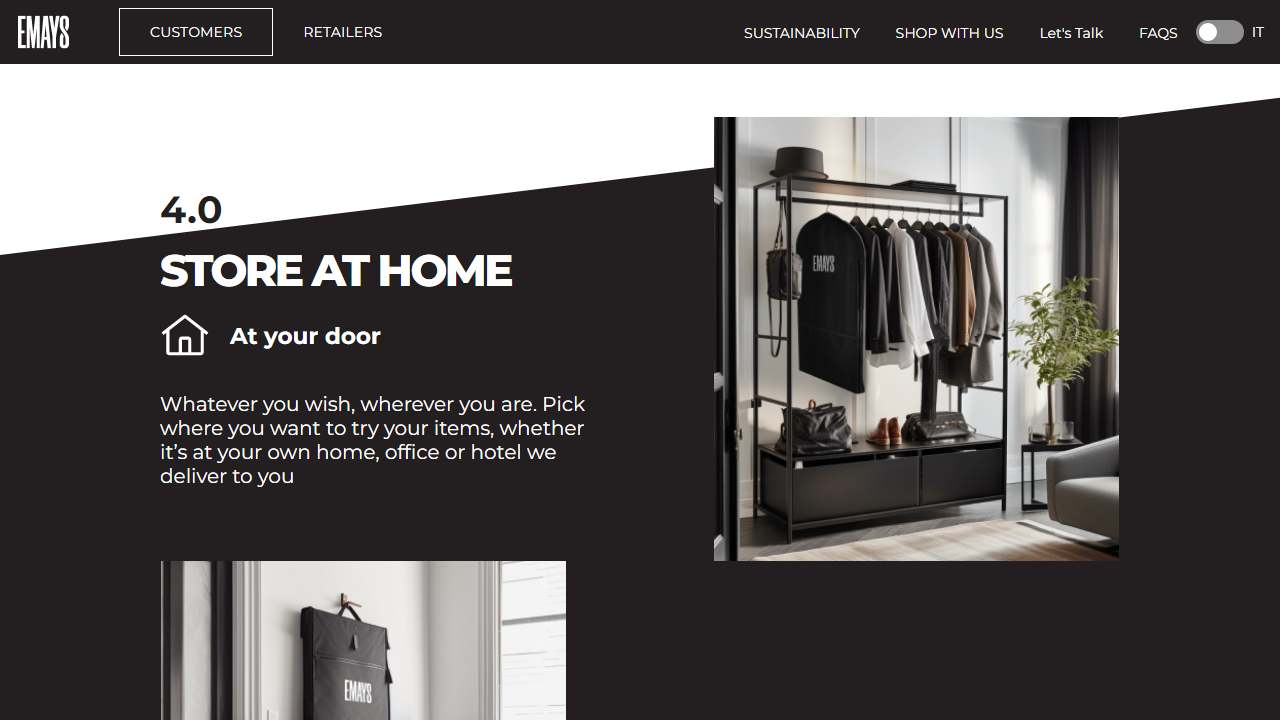 EMAYS
CUSTOMERS
RETAILERS
SUSTAINABILITY
SHOP WITH US
Let's Talk
FAQS
IT
4.0
STORE AT HOME
At your door
Whatever you wish, wherever you are. Pick
where you want to try your items, whether
it’s at your own home, office or hotel we
deliver to you
EMAYS
EMAYS